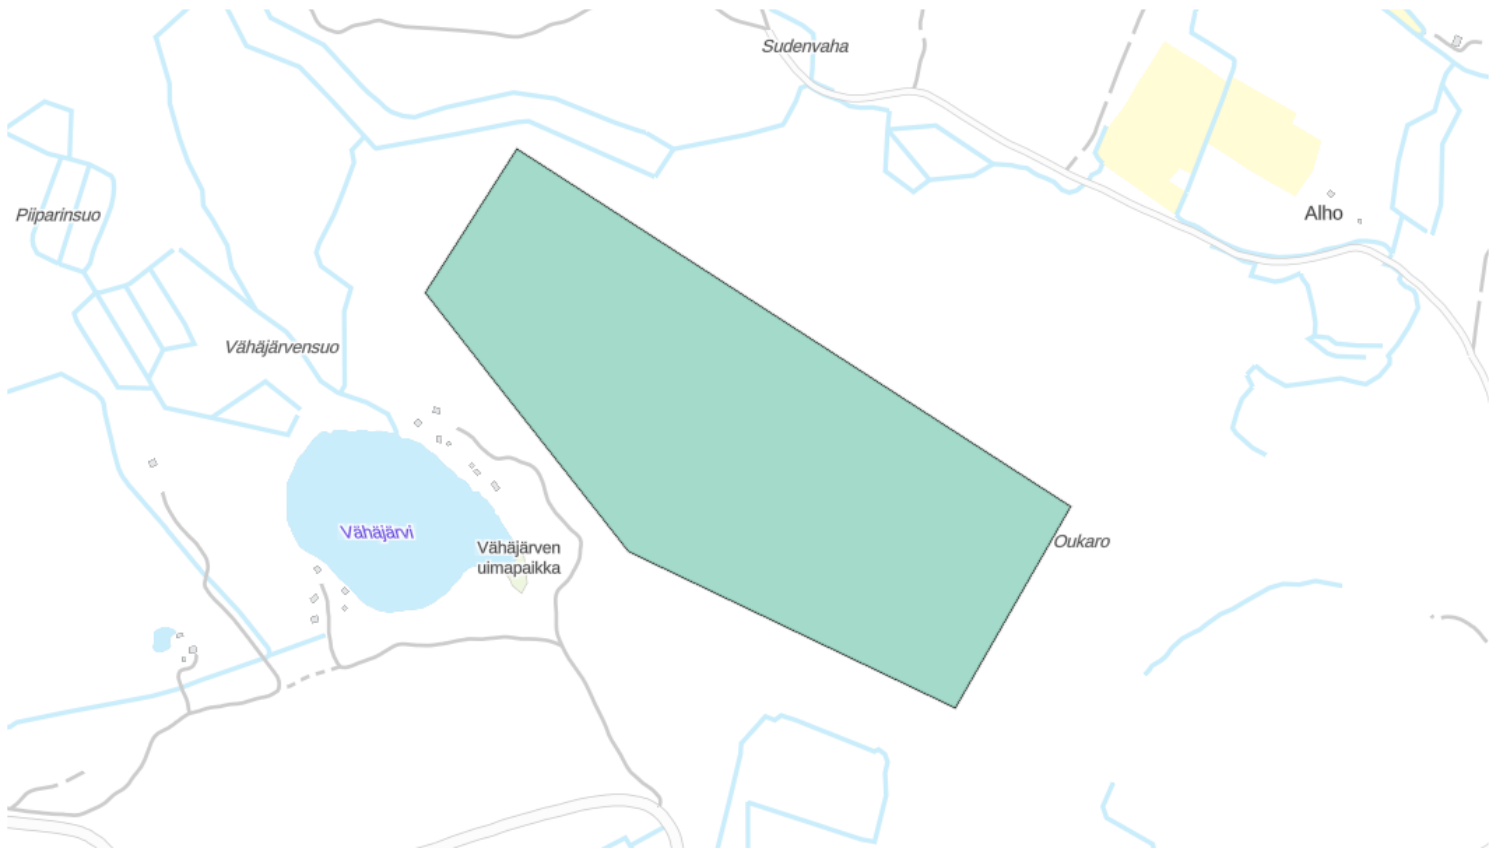 Sudenvaha
Piiparinsuo
Alho
Vähäjärvensuo
Vähäjärvi
Oukaro
Vähäjärven
uimapaikka